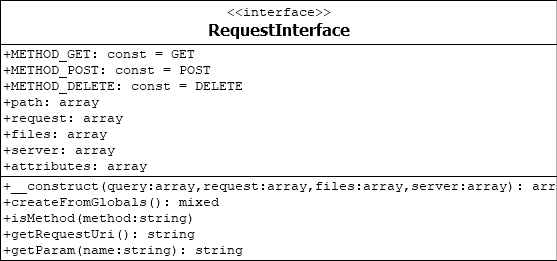 <<interface>>
RequestInterface
+METHOD_GET: const = GET
+METHOD_POST: const = POST
+METHOD_DELETE: const = DELETE
+path: array
+request: array
+files: array
+server: array
+attributes: array
+__construct(query:array,request:array,files:array,server:array): arr
+createFromGlobals(): mixed
+isMethod(method:string)
+getRequestUri(): string
+getParam(name:string): string